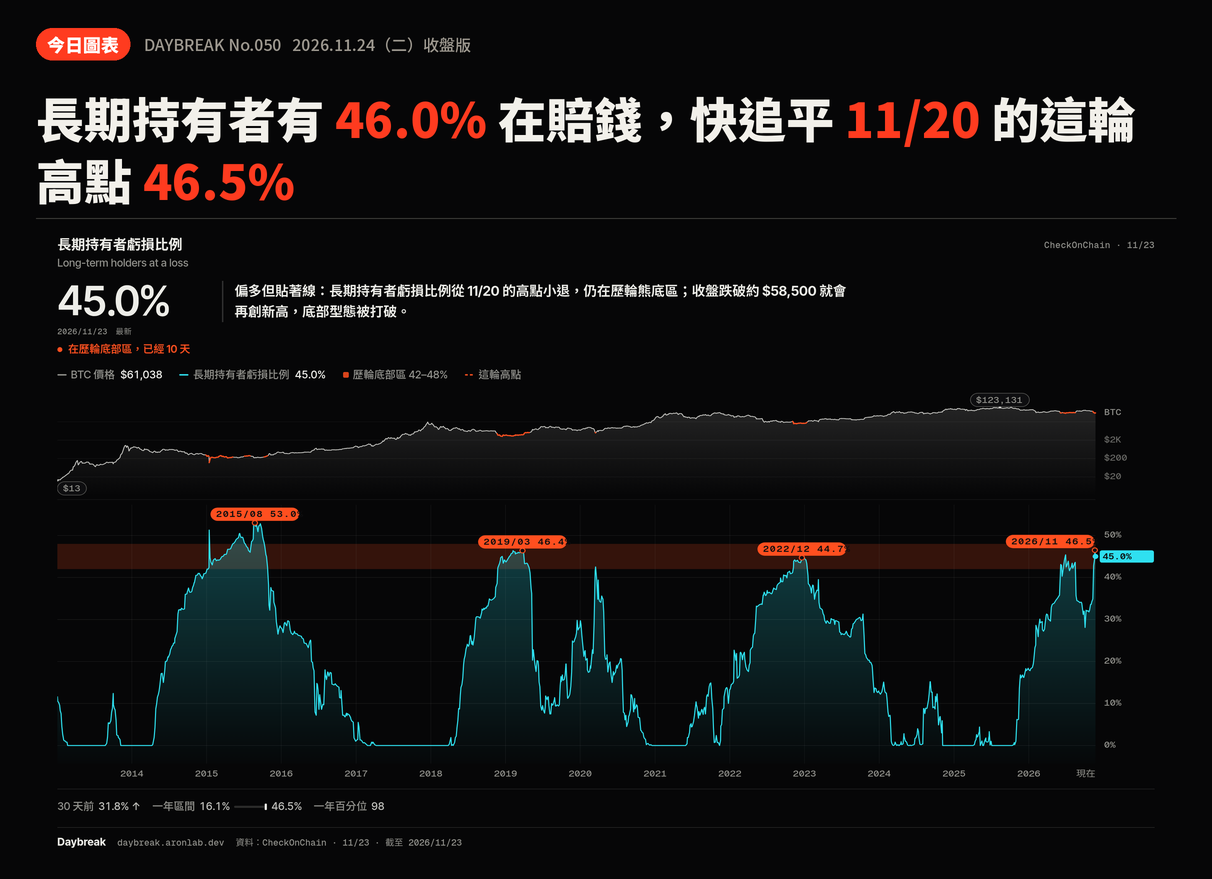 今日圖表 DAYBREAK No.050 2026.11.24（二）收盤版
長期持有者有 46.0% 在賠錢，快追平 11/20 的這輪
高點 46.5%
長期持有者虧損比例
CheckOnChain · 11/23
Long-term holders at a loss
45.0%
偏多但貼著線：長期持有者虧損比例從 11/20 的高點小退，仍在歷輪熊底區；收盤跌破約 $58,500 就會
再創新高，底部型態被打破。
2026/11/23 最新
在歷輪底部區，已經 10 天
BTC 價格 $61,038 長期持有者虧損比例 45.0% 歷輪底部區 42–48% 這輪高點
$123,131
BTC
$2K
$200
$20
$13
2015/08 53.0
2019/03 46.4
2022/12 44.7
2026/11 46.5
50%
45.0%
40%
30%
20%
10%
0%
2014 2015 2016 2017 2018 2019 2020 2021 2022 2023 2024 2025 2026 現在
30 天前 31.8% ↑ 一年區間 16.1% 46.5% 一年百分位 98
Daybreak daybreak.aronlab.dev 資料：CheckOnChain · 11/23 · 截至 2026/11/23